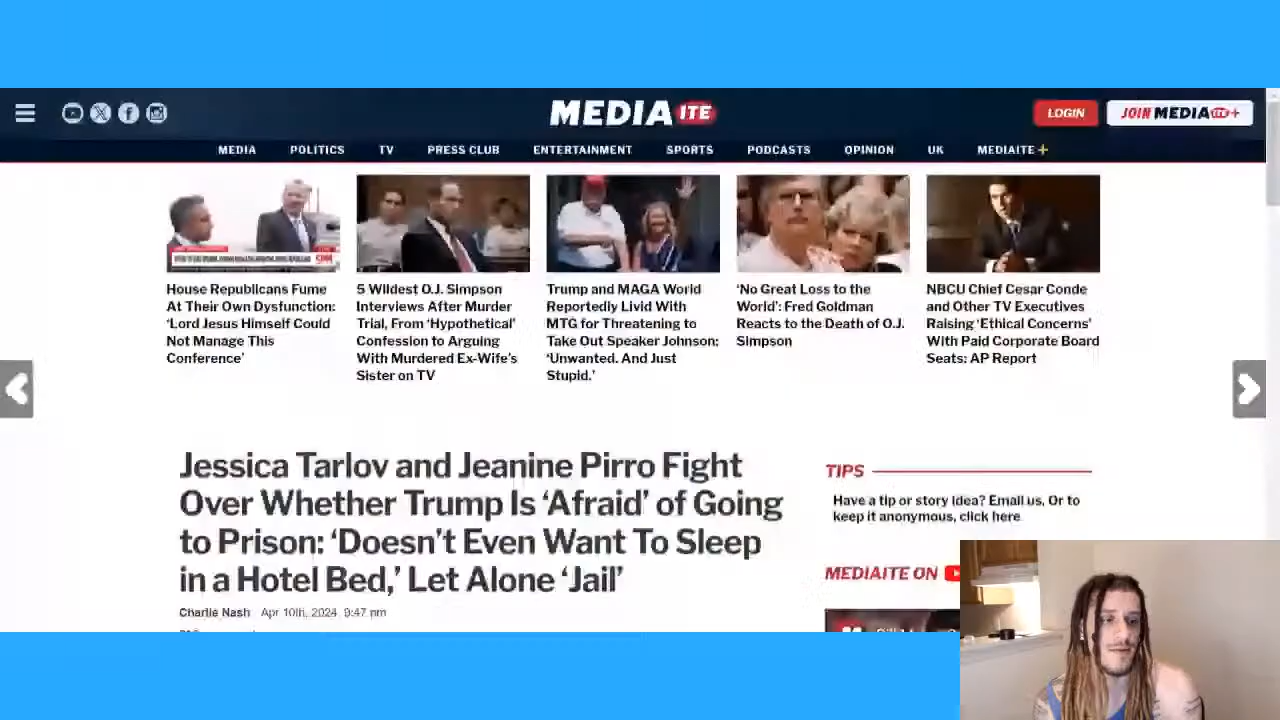 MEDIAITE
LOGIN
JOIN MEDIAITE+
MEDIA POLITICS TV PRESS CLUB ENTERTAINMENT SPORTS PODCASTS OPINION UK MEDIAITE+
House Republicans Fume
At Their Own Dysfunction:
‘Lord Jesus Himself Could
Not Manage This
Conference’
5 Wildest O.J. Simpson
Interviews After Murder
Trial, From ‘Hypothetical’
Confession to Arguing
With Murdered Ex-Wife’s
Sister on TV
Trump and MAGA World
Reportedly Livid With
MTG for Threatening to
Take Out Speaker Johnson:
‘Unwanted. And Just
Stupid.’
‘No Great Loss to the
World’: Fred Goldman
Reacts to the Death of O.J.
Simpson
NBCU Chief Cesar Conde
and Other TV Executives
Raising ‘Ethical Concerns’
With Paid Corporate Board
Seats: AP Report
Jessica Tarlov and Jeanine Pirro Fight
Over Whether Trump Is ‘Afraid’ of Going
to Prison: ‘Doesn’t Even Want To Sleep
in a Hotel Bed,’ Let Alone ‘Jail’
Charlie Nash Apr 10th, 2024, 9:47 pm
TIPS
Have a tip or story idea? Email us. Or to
keep it anonymous, click here
MEDIAITE ON